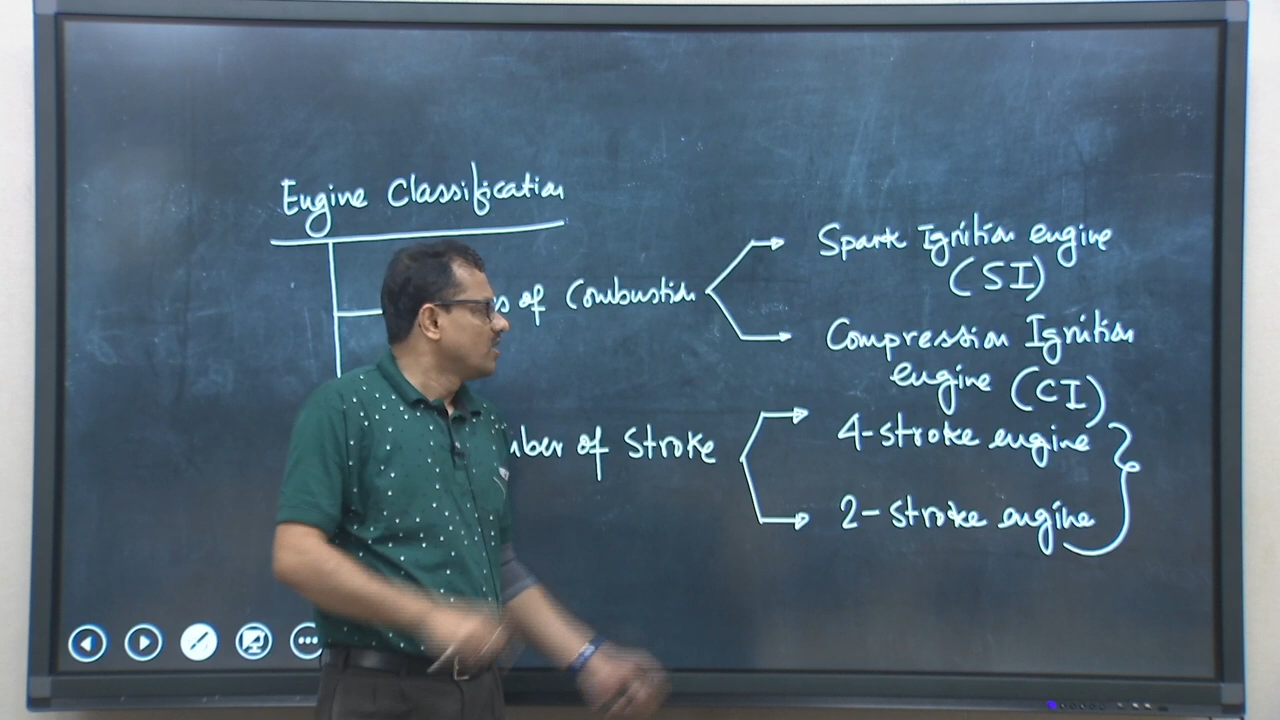 Engine Classification
of Combustion
Spark Ignition engine
(SI)
Compression Ignition
engine (CI)
of Stroke
4-stroke engine
2-stroke engine